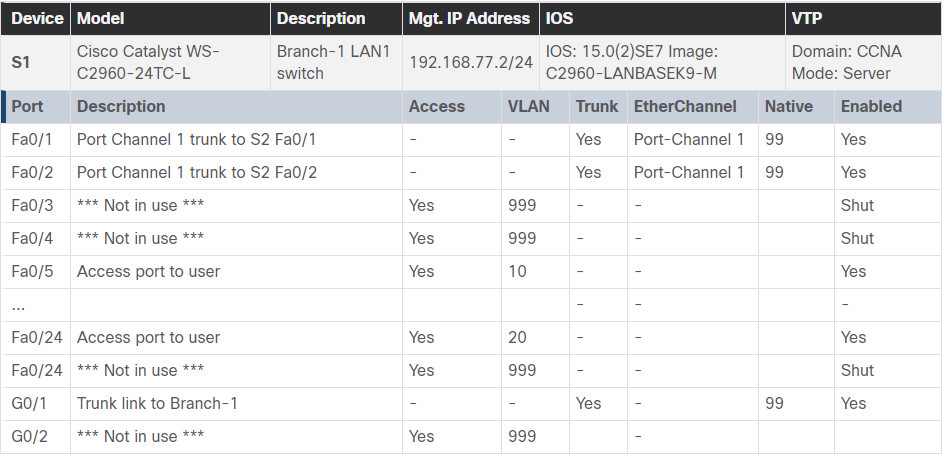 Device Model Description Mgt. IP Address IOS VTP
S1 Cisco Catalyst WS-C2960-24TC-L Branch-1 LAN1 switch 192.168.77.2/24 IOS: 15.0(2)SE7 Image: C2960-LANBASEK9-M Domain: CCNA Mode: Server
Port Description Access VLAN Trunk EtherChannel Native Enabled
Fa0/1 Port Channel 1 trunk to S2 Fa0/1 - - Yes Port-Channel 1 99 Yes
Fa0/2 Port Channel 1 trunk to S2 Fa0/2 - - Yes Port-Channel 1 99 Yes
Fa0/3 *** Not in use *** Yes 999 - - Shut
Fa0/4 *** Not in use *** Yes 999 - - Shut
Fa0/5 Access port to user Yes 10 - - Yes
... - - -
Fa0/24 Access port to user Yes 20 - - Yes
Fa0/24 *** Not in use *** Yes 999 - - Shut
G0/1 Trunk link to Branch-1 - - Yes - 99 Yes
G0/2 *** Not in use *** Yes 999 -